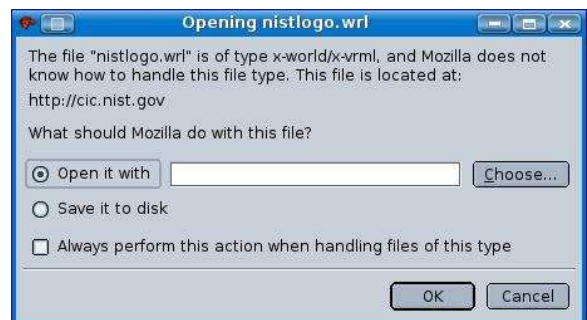 Opening nistlogo.wrl
The file "nistlogo.wrl" is of type x-world/x-vrml, and Mozilla does not
know how to handle this file type. This file is located at:
http://cic.nist.gov
What should Mozilla do with this file?
Open it with
Choose...
Save it to disk
Always perform this action when handling files of this type
OK
Cancel